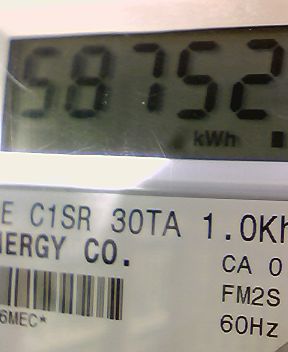 58752
kWh
E C1SR 30TA 1.0Kh
NERGY CO.
CA 0
FM2S
6MEC*
60Hz